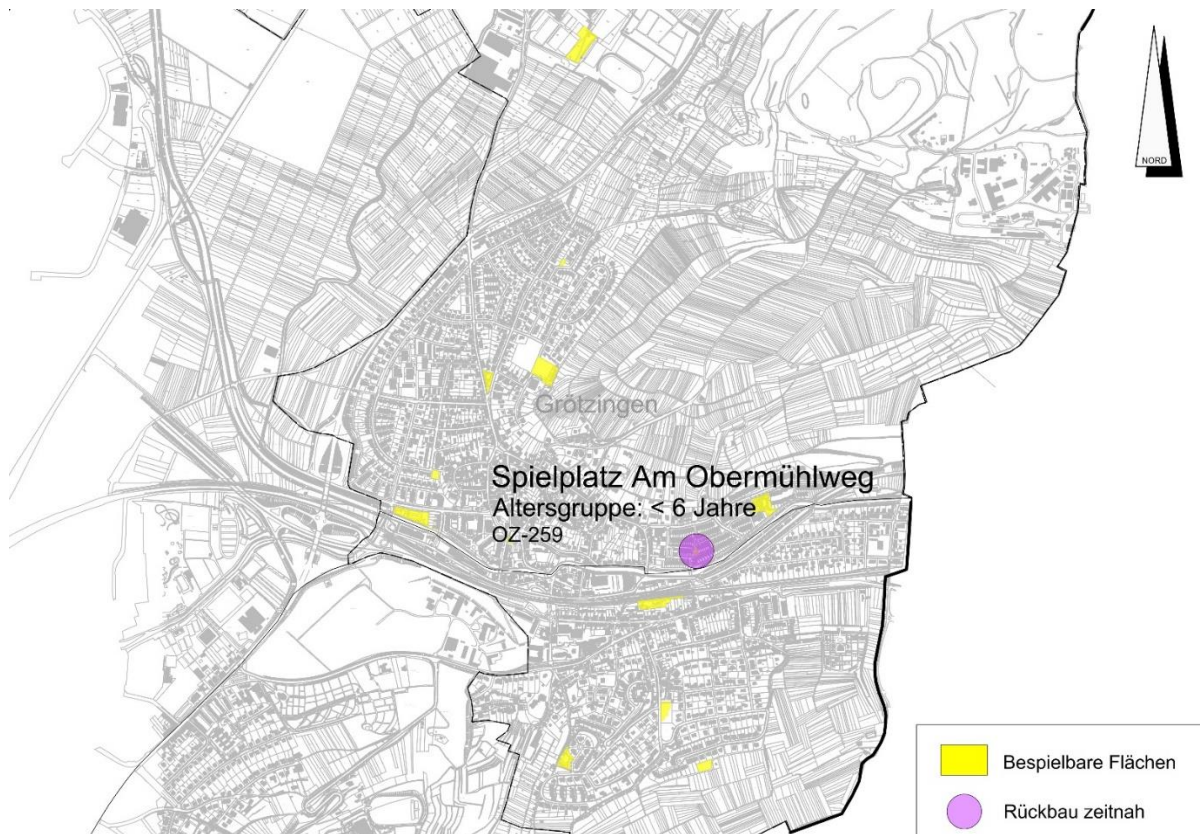 NORD
Grötzingen
Spielplatz Am Obermühlweg
Altersgruppe: < 6 Jahre
OZ-259
Bespielbare Flächen
Rückbau zeitnah